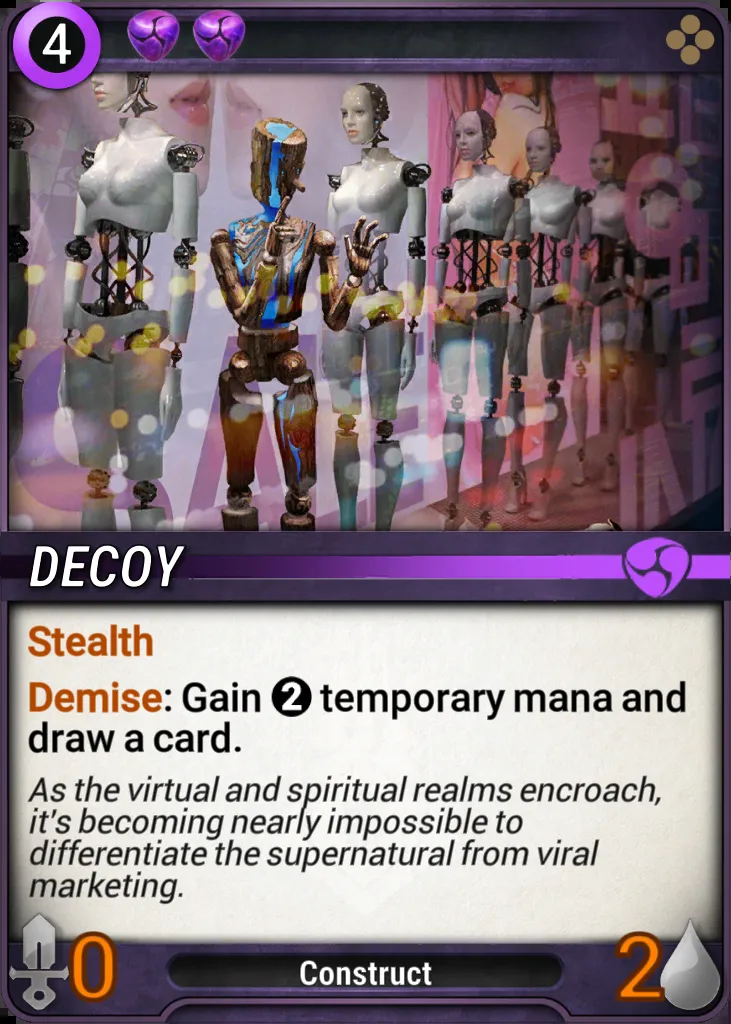 4
DECOY
Stealth
Demise: Gain 2 temporary mana and
draw a card.
As the virtual and spiritual realms encroach,
it's becoming nearly impossible to
differentiate the supernatural from viral
marketing.
0
Construct
2